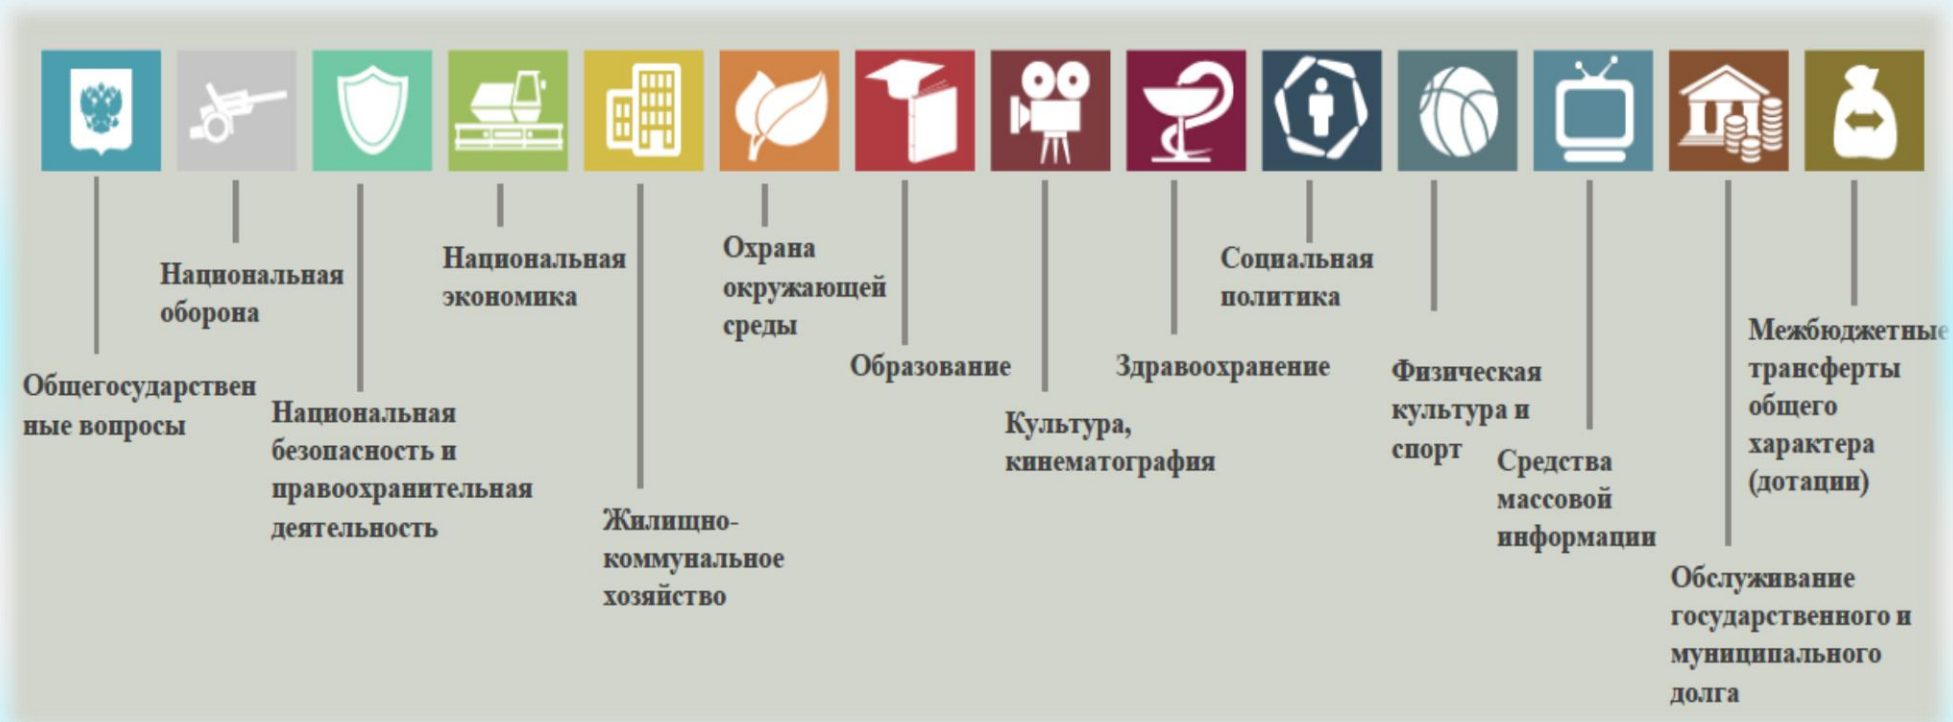 Общегосударствен
ные вопросы
Национальная
оборона
Национальная
безопасность и
правоохранительная
деятельность
Национальная
экономика
Жилищно-
коммунальное
хозяйство
Охрана
окружающей
среды
Образование
Культура,
кинематография
Здравоохранение
Социальная
политика
Физическая
культура и
спорт
Средства
массовой
информации
Обслуживание
государственного и
муниципального
долга
Межбюджетные
трансферты
общего
характера
(дотации)